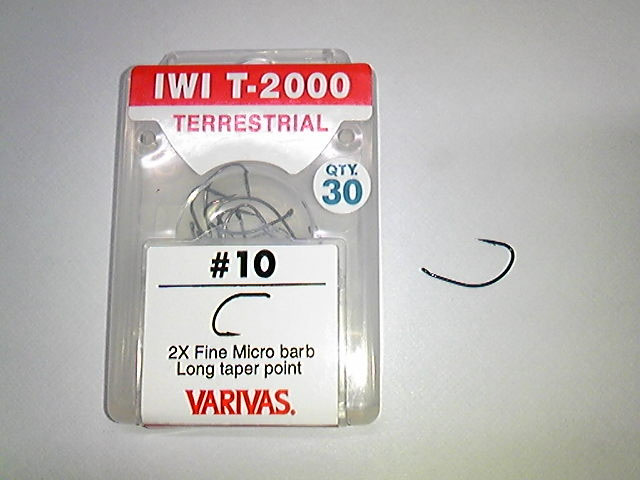 IWI T-2000
TERRESTRIAL
QTY.
30
#10
2X Fine Micro barb
Long taper point
VARIVAS.